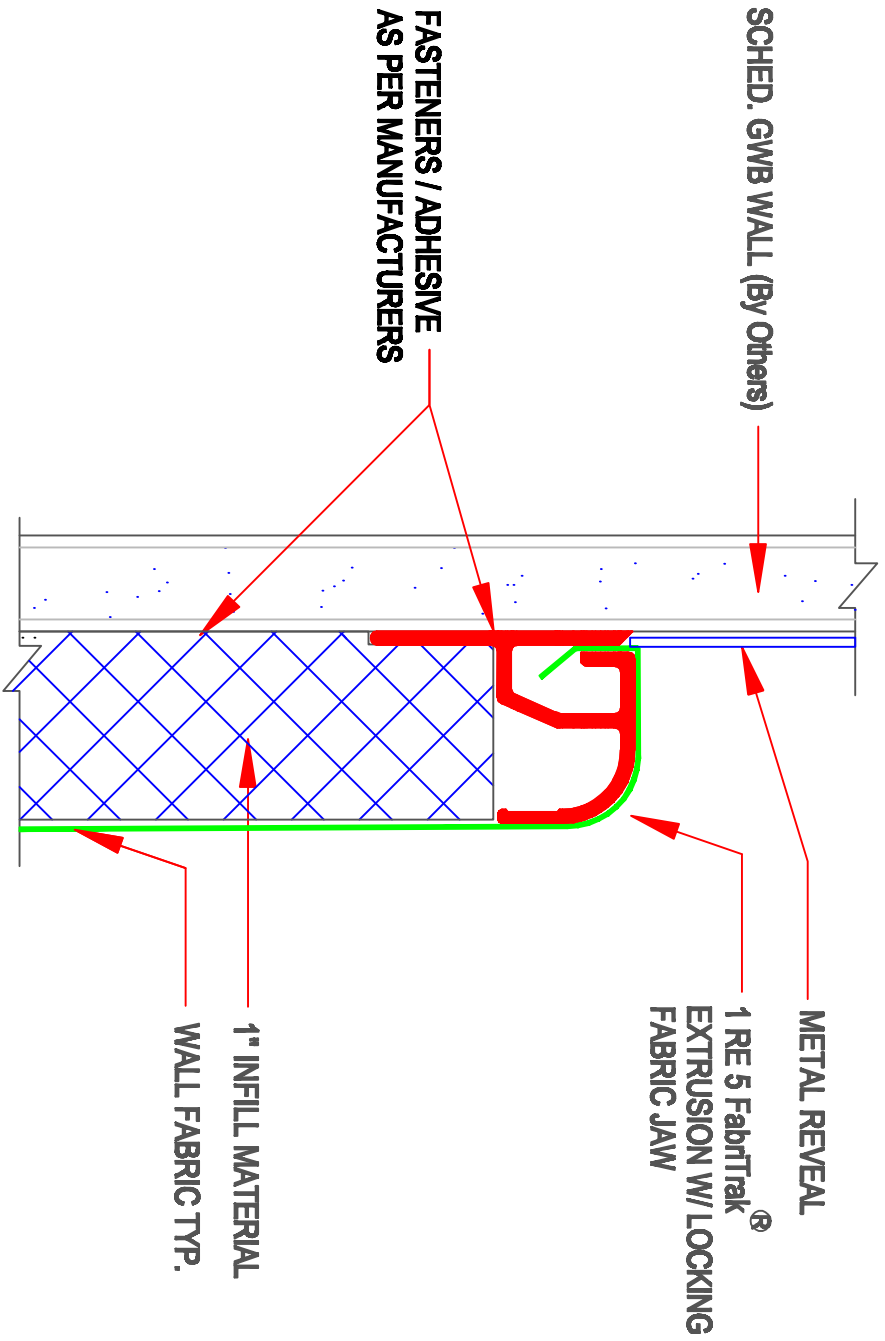 SCHED. GWB WALL (By Others)
FASTENERS / ADHESIVE
AS PER MANUFACTURERS
METAL REVEAL
1 RE 5 FabriTrak®
EXTRUSION W/ LOCKING
FABRIC JAW
1" INFILL MATERIAL
WALL FABRIC TYP.